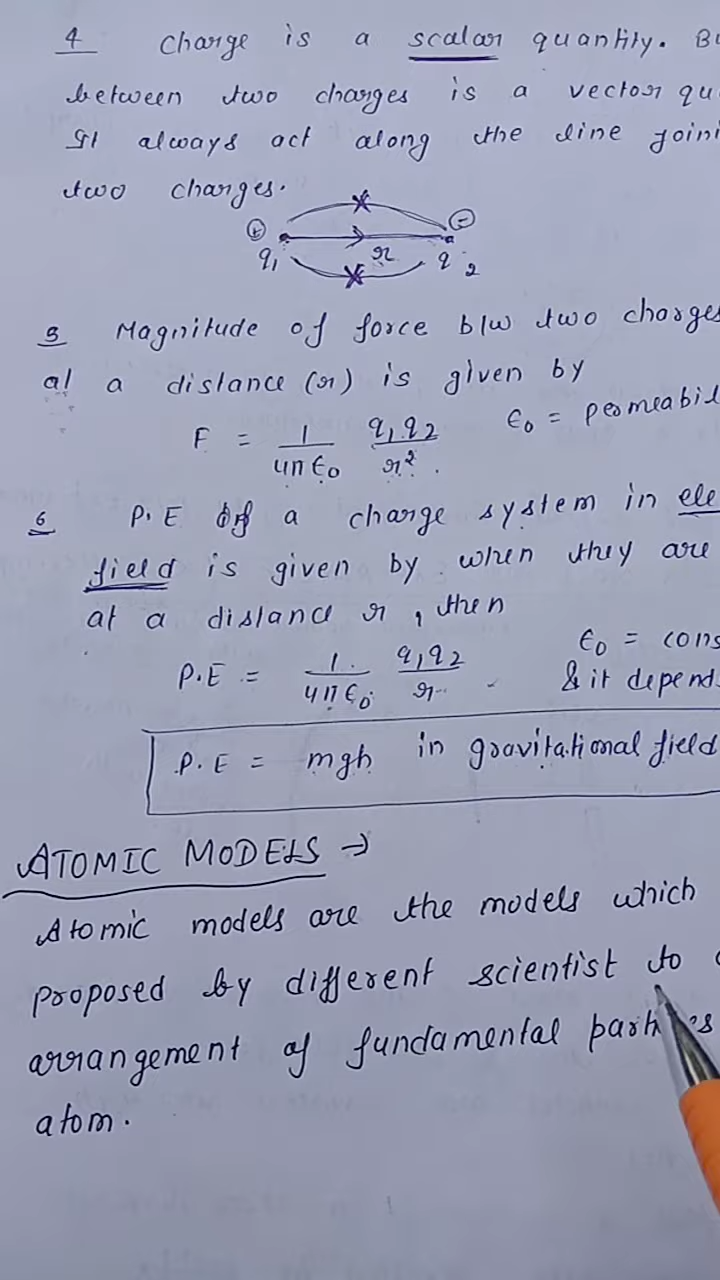 4 Charge is a scalar quantity. Bu
between two charges is a vector qu
It always act along the line joini
two charges.
+ -
q₁ r q₂
5 Magnitude of force b/w two charges
at a distance (r) is given by
F = 1/4πϵ₀ q₁q₂/r². ϵ₀ = permeabil
6 P.E of a charge system in ele
field is given by when they are
at a distance r, then
P.E = 1/4πϵ₀ q₁q₂/r ϵ₀ = cons
& it depend
P.E = mgh in gravitational field
ATOMIC MODELS →
Atomic models are the models which
proposed by different scientist to
arrangement of fundamental
atom.